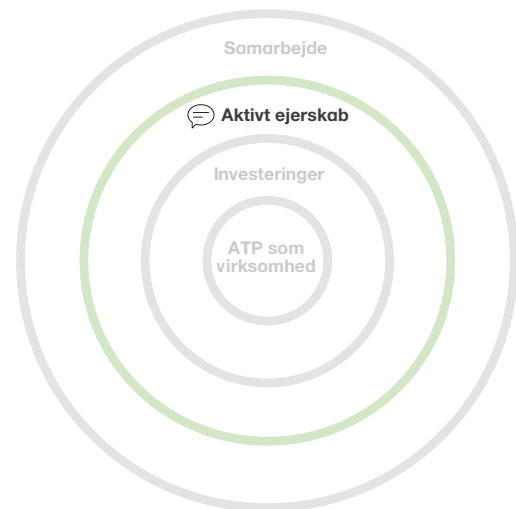 Samarbejde
Aktivt ejerskab
Investeringer
ATP som
virksomhed